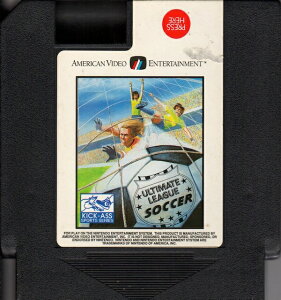 PRESS
HERE
AMERICAN VIDEO ENTERTAINMENT™
ULTIMATE
LEAGUE
SOCCER
KICK-ASS
SPORTS SERIES
FOR PLAY ON THE NINTENDO ENTERTAINMENT SYSTEM. THIS PRODUCT IS MANUFACTURED BY
AMERICAN VIDEO ENTERTAINMENT, INC. IT IS NOT DESIGNED, MANUFACTURED, SPONSORED, OR
ENDORSED BY NINTENDO. NINTENDO AND NINTENDO ENTERTAINMENT SYSTEM ARE
TRADEMARKS OF NINTENDO OF AMERICA, INC.